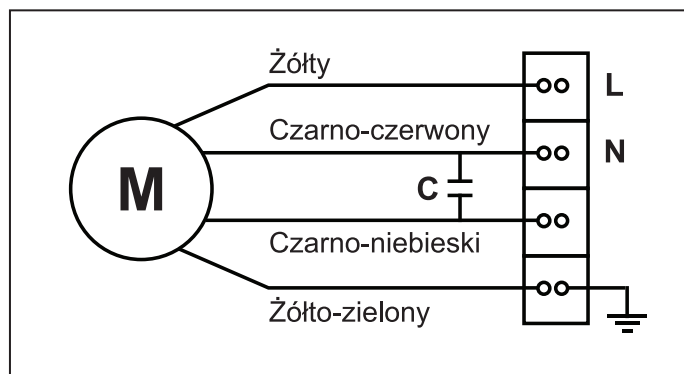 Żółty
L
Czarno-czerwony
N
M
C
Czarno-niebieski
Żółto-zielony